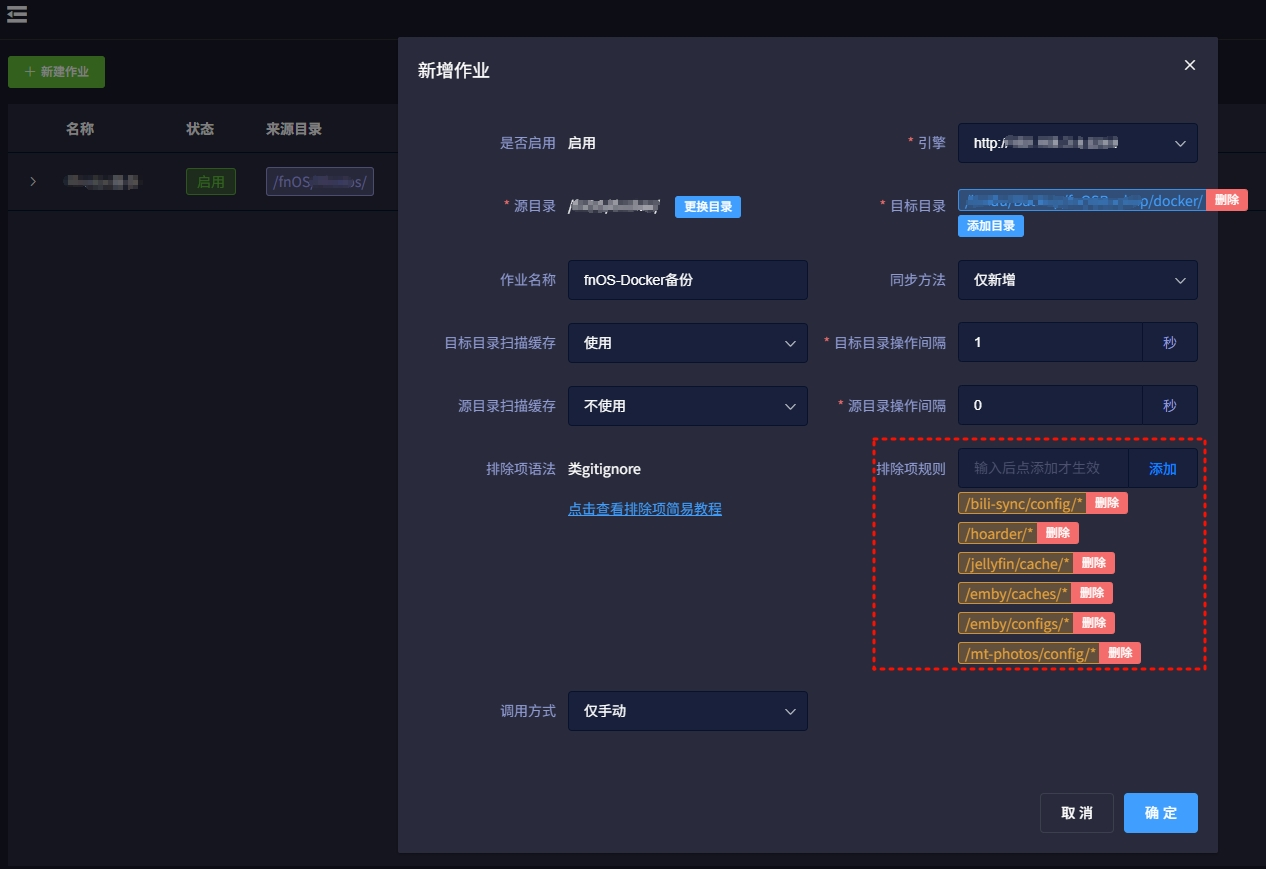 新建作业
名称 状态 来源目录
启用 /fnOS/
新增作业
是否启用 启用 * 引擎 http:/
* 源目录 更换目录 * 目标目录 /docker/ 删除
添加目录
作业名称 fnOS-Docker备份 同步方法 仅新增
目标目录扫描缓存 使用 * 目标目录操作间隔 1 秒
源目录扫描缓存 不使用 * 源目录操作间隔 0 秒
排除项语法 类gitignore 排除项规则 输入后点添加才生效 添加
点击查看排除项简易教程
/bili-sync/config/* 删除
/hoarder/* 删除
/jellyfin/cache/* 删除
/emby/caches/* 删除
/emby/configs/* 删除
/mt-photos/config/* 删除
调用方式 仅手动
取消 确定